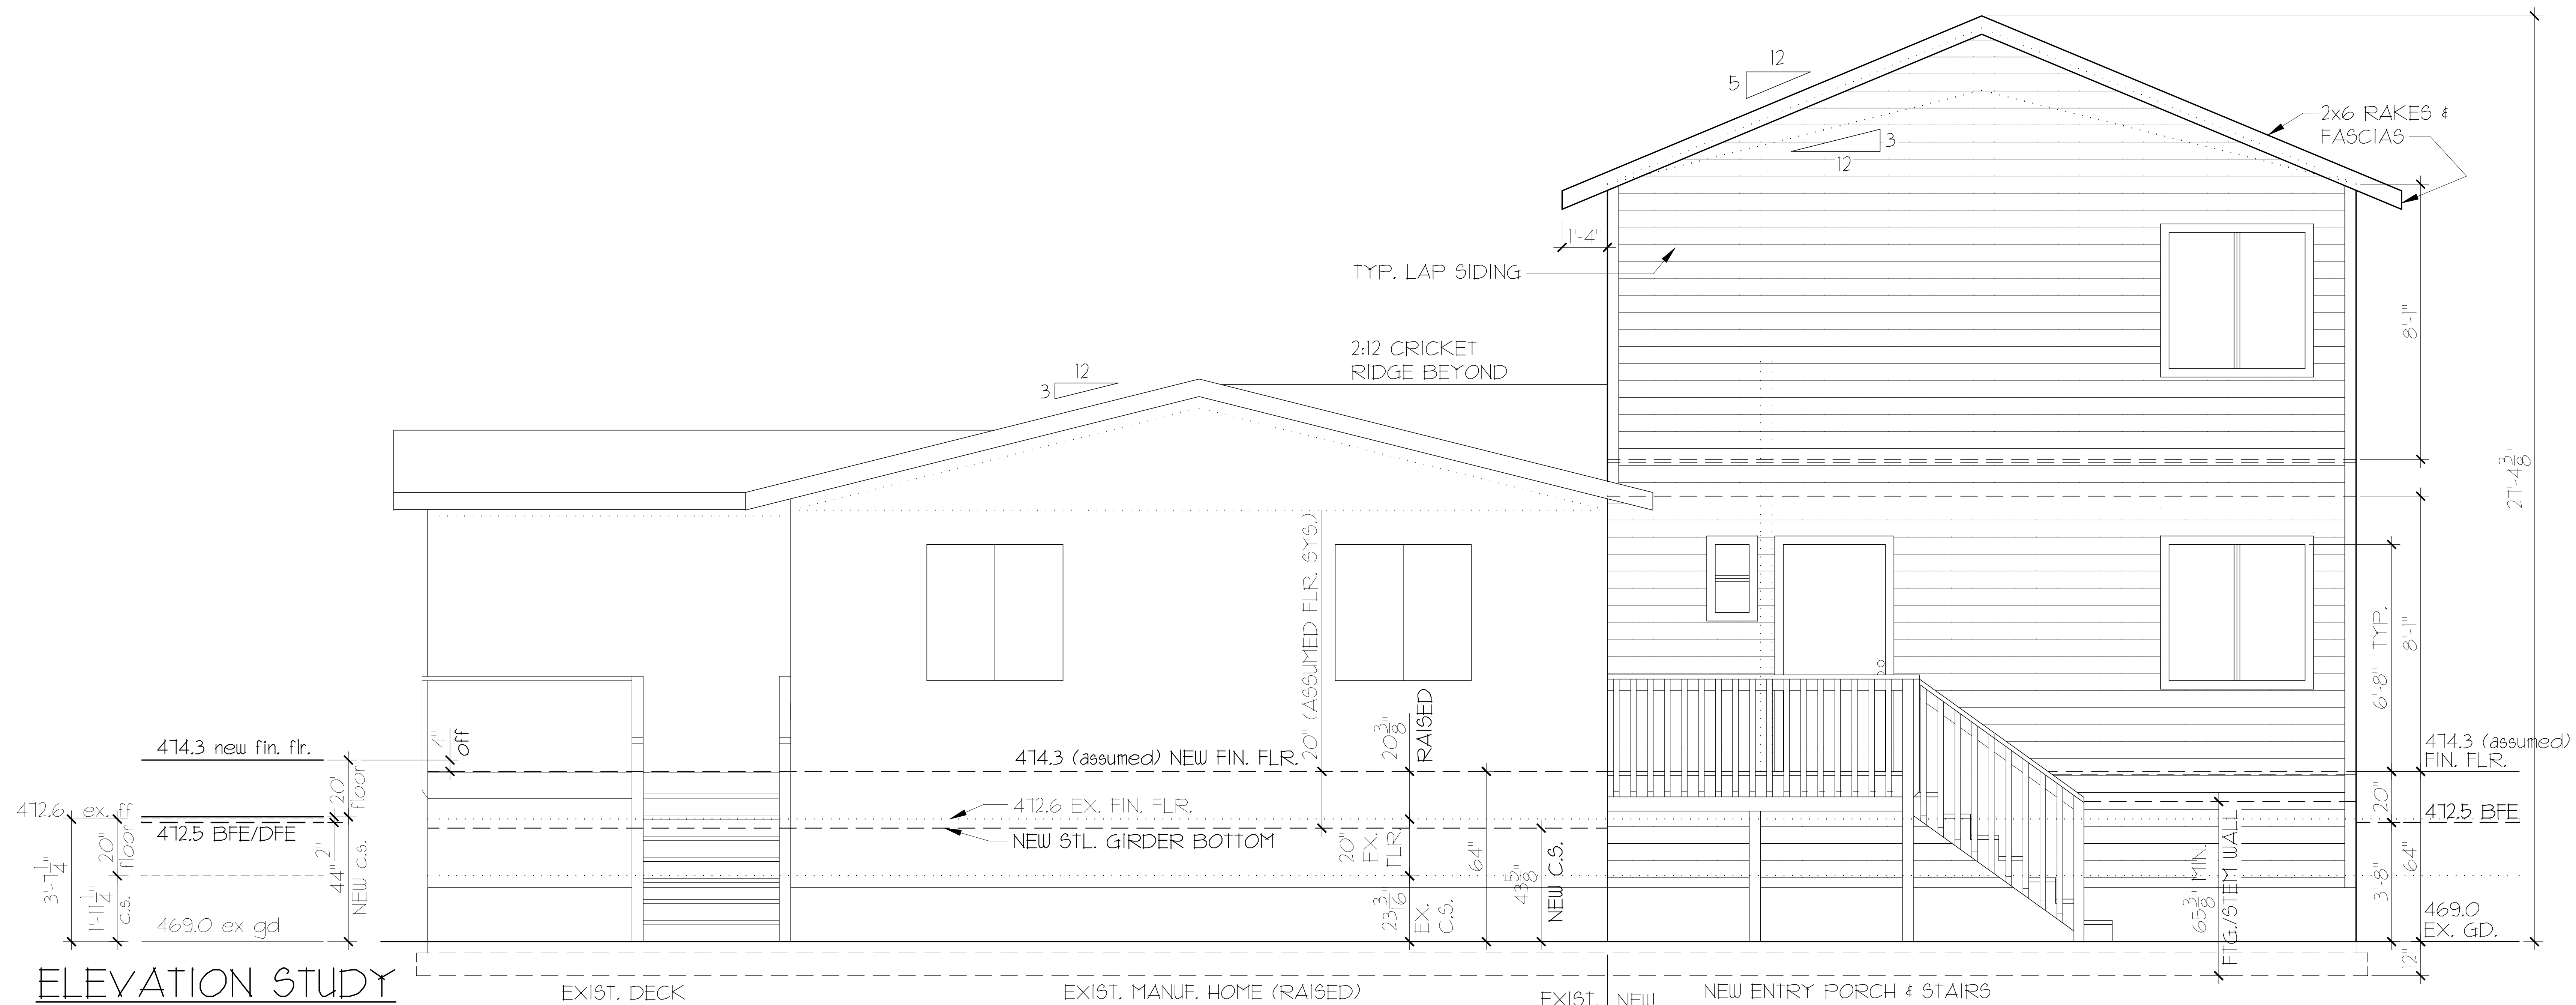 12
5
2x6 RAKES &
FASCIAS
3
12
1'-4"
TYP. LAP SIDING
8'-1"
27'-4 3/8"
2:12 CRICKET
RIDGE BEYOND
12
3
20" (ASSUMED FLR. SYS.)
6'-8" TYP.
8'-1"
20 3/8"
RAISED
4"
off
474.3 new fin. flr.
474.3 (assumed) NEW FIN. FLR.
474.3 (assumed)
FIN. FLR.
20"
floor
472.6 ex. ff
472.5 BFE/DFE
472.6 EX. FIN. FLR.
NEW STL. GIRDER BOTTOM
20"
472.5 BFE
3'-7 1/4"
20"
floor
1'-11 1/4"
c.s.
2"
44"
NEW c.s.
20"
EX.
FLR.
23 3/16"
EX.
C.S.
64"
43 5/8"
NEW C.S.
65 3/8" MIN.
FTG./STEM WALL
3'-8"
64"
469.0 ex gd
469.0
EX. GD.
12"
ELEVATION STUDY
EXIST. DECK
EXIST. MANUF. HOME (RAISED)
EXIST.
NEW
NEW ENTRY PORCH & STAIRS